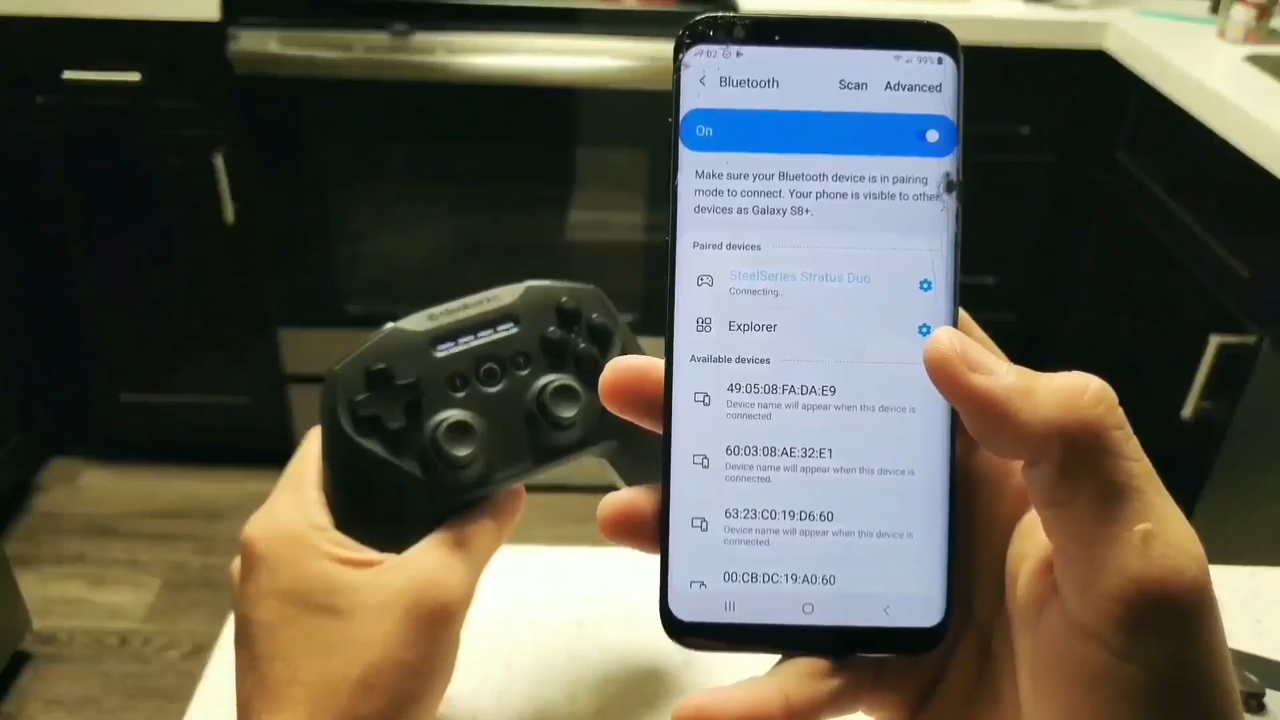 7:02
99%
Bluetooth
Scan
Advanced
On
Make sure your Bluetooth device is in pairing
mode to connect. Your phone is visible to other
devices as Galaxy S8+.
Paired devices
SteelSeries Stratus Duo
Connecting...
Explorer
Available devices
49:05:08:FA:DA:E9
Device name will appear when this device is
connected.
60:03:08:AE:32:E1
Device name will appear when this device is
connected.
63:23:C0:19:D6:60
Device name will appear when this device is
connected.
00:CB:DC:19:A0:60
steelseries